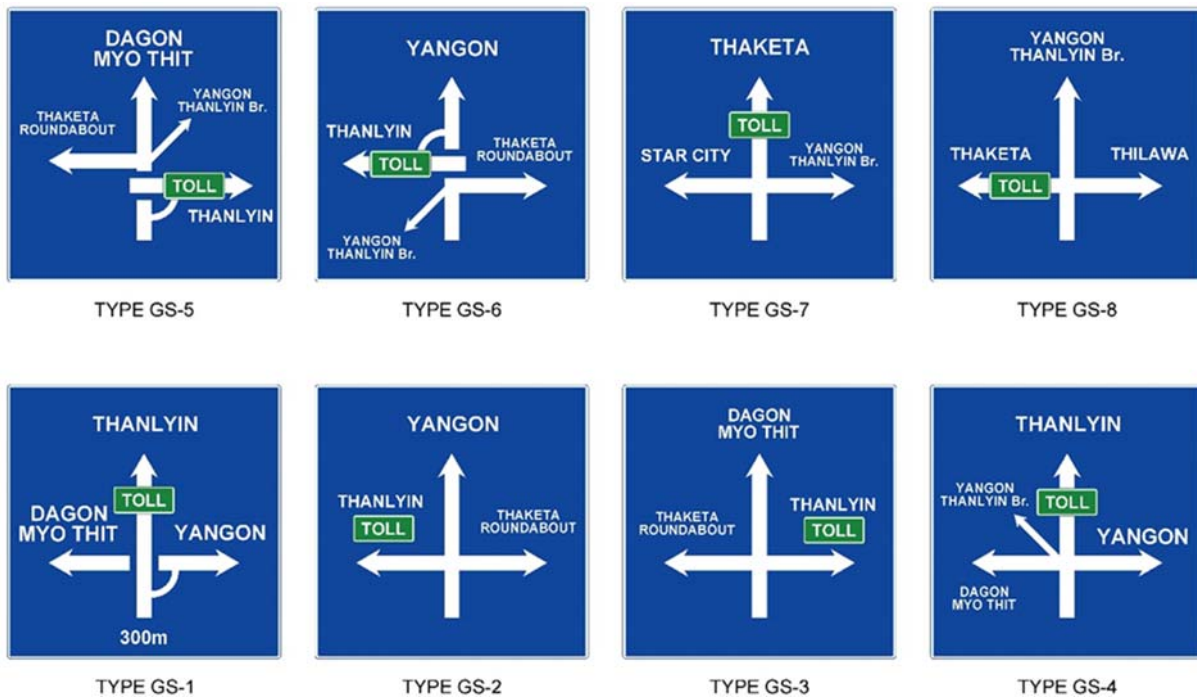 DAGON
MYO THIT
THAKETA
ROUNDABOUT
YANGON
THANLYIN Br.
TOLL
THANLYIN
TYPE GS-5
YANGON
THANLYIN
TOLL
THAKETA
ROUNDABOUT
YANGON
THANLYIN Br.
TYPE GS-6
THAKETA
TOLL
STAR CITY
YANGON
THANLYIN Br.
TYPE GS-7
YANGON
THANLYIN Br.
THAKETA
THILAWA
TOLL
TYPE GS-8
THANLYIN
TOLL
DAGON
MYO THIT
YANGON
300m
TYPE GS-1
YANGON
THANLYIN
TOLL
THAKETA
ROUNDABOUT
TYPE GS-2
DAGON
MYO THIT
THAKETA
ROUNDABOUT
THANLYIN
TOLL
TYPE GS-3
THANLYIN
YANGON
THANLYIN Br.
TOLL
YANGON
DAGON
MYO THIT
TYPE GS-4